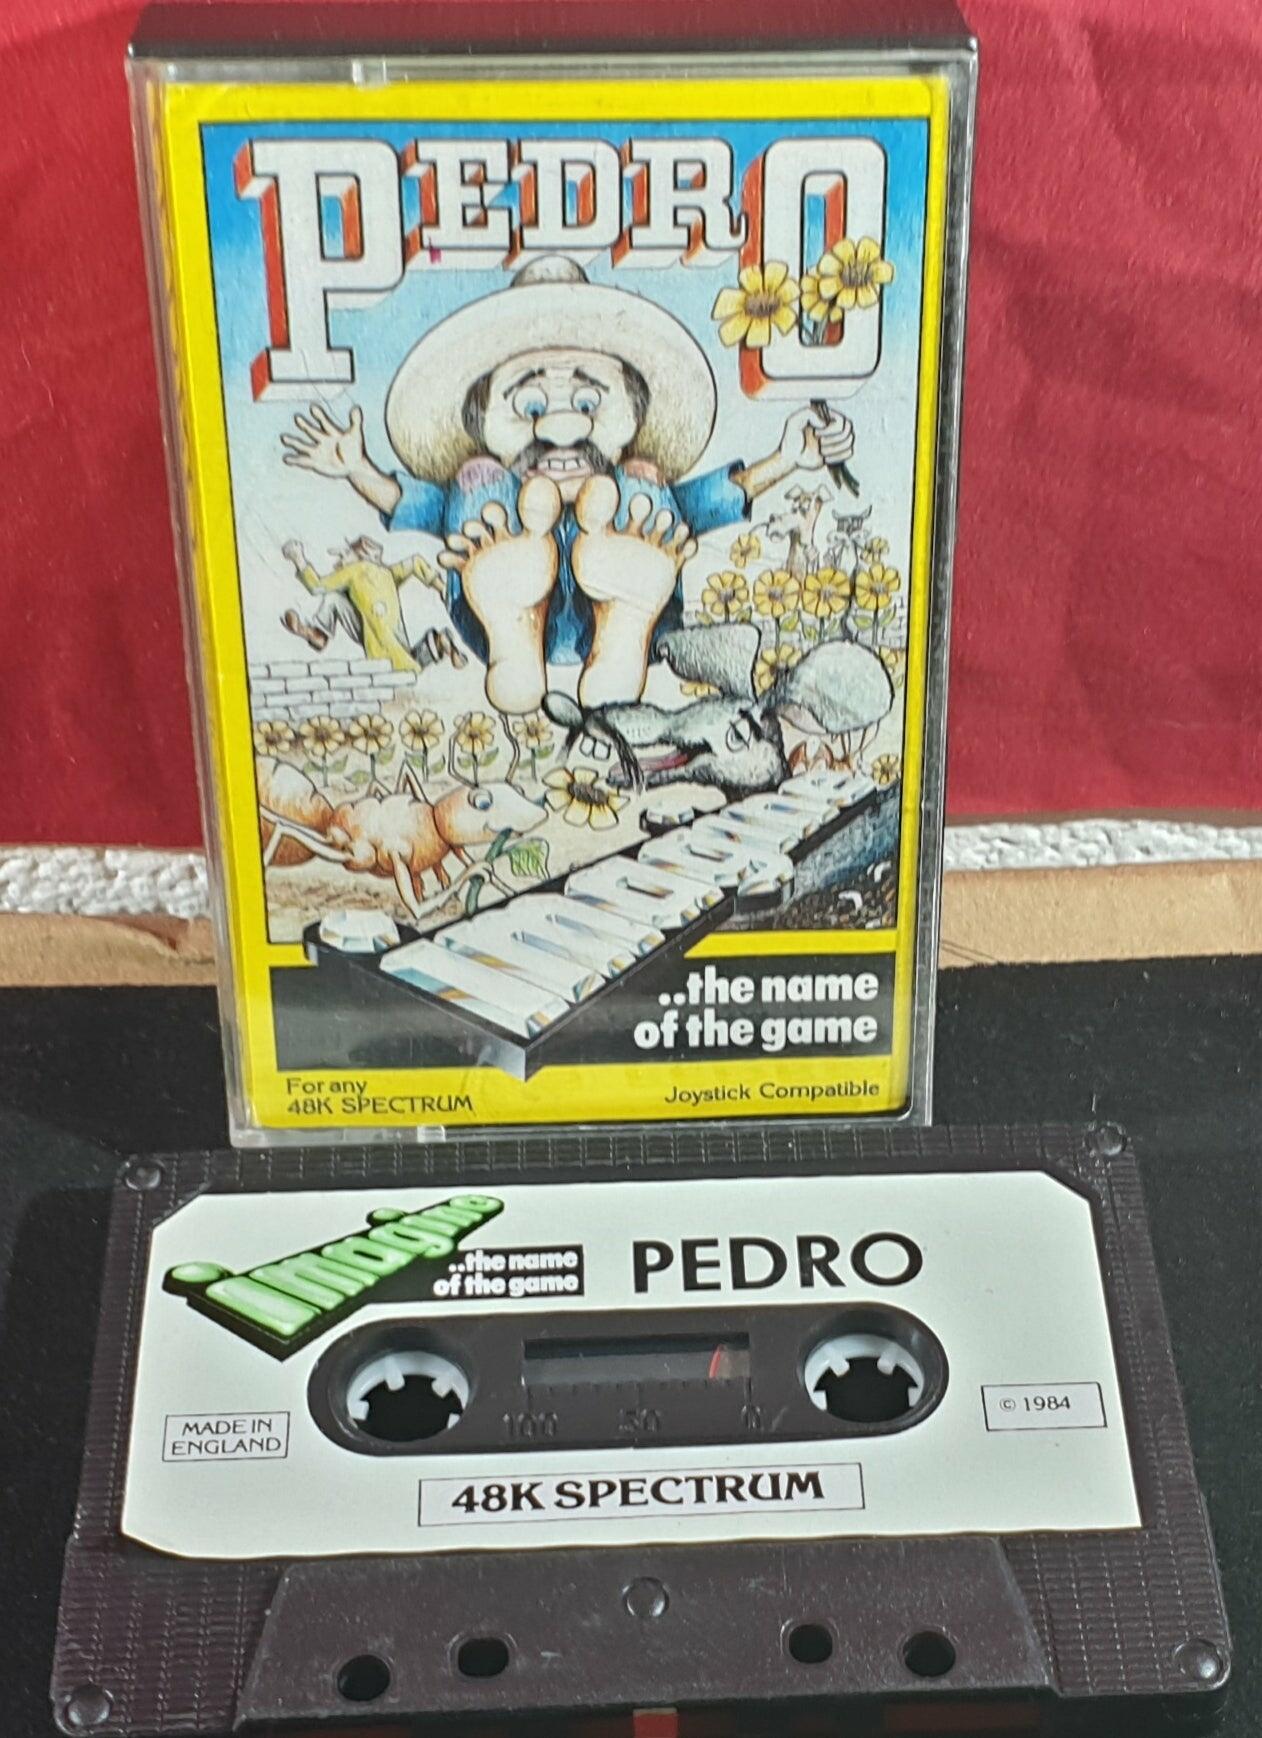 PEDRO
imagine
..the name
of the game
For any
48K SPECTRUM
Joystick Compatible
imagine
..the name
of the game
PEDRO
100 50 0
MADE IN
ENGLAND
© 1984
48K SPECTRUM